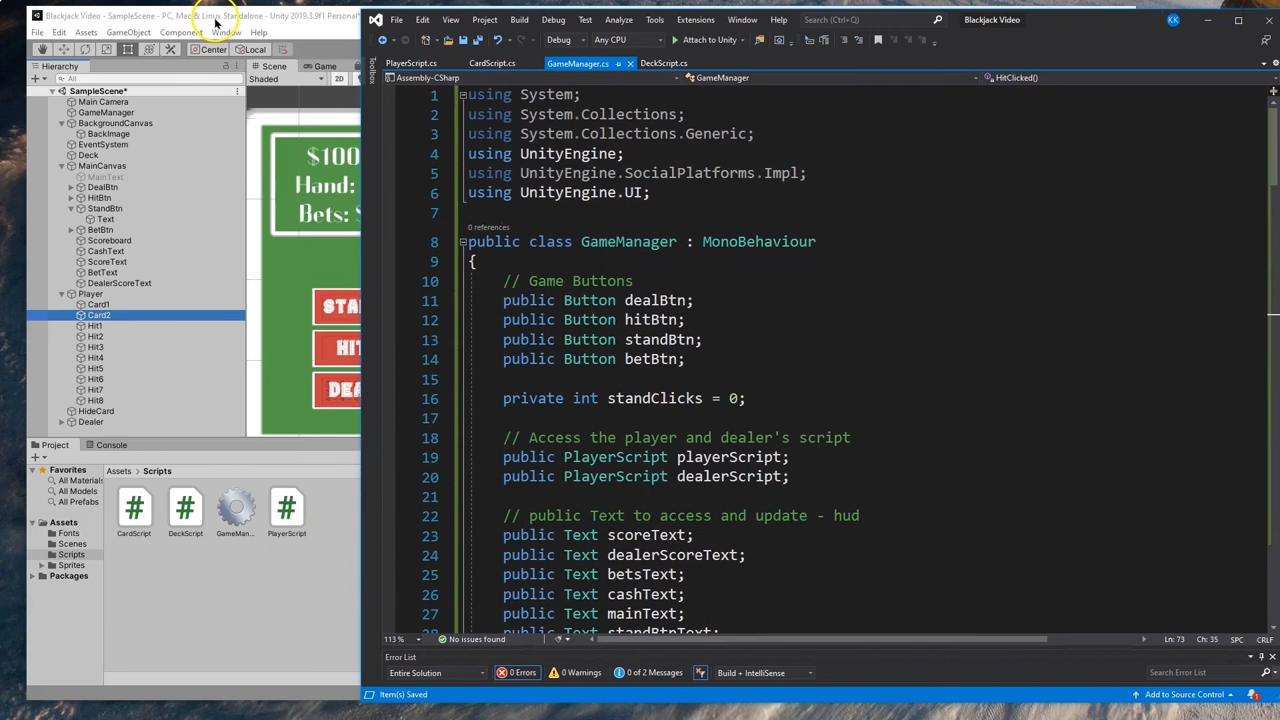 Blackjack Video - SampleScene - PC, Mac & Linux Standalone - Unity 2019.3.9f1 Personal*
File Edit Assets GameObject Component Window Help
Center Local
Hierarchy
All
SampleScene*
Main Camera
GameManager
BackgroundCanvas
BackImage
EventSystem
Deck
MainCanvas
MainText
DealBtn
HitBtn
StandBtn
Text
BetBtn
Scoreboard
CashText
ScoreText
BetText
DealerScoreText
Player
Card1
Card2
Hit1
Hit2
Hit3
Hit4
Hit5
Hit6
Hit7
Hit8
HideCard
Dealer
Scene Game
Shaded 2D
$100
Hand:
Bets:
Project Console
Favorites
All Materials
All Models
All Prefabs
Assets
Fonts
Scenes
Scripts
Sprites
Packages
Assets Scripts
CardScript DeckScript GameMan... PlayerScript
File Edit View Project Build Debug Test Analyze Tools Extensions Window Help Search (Ctrl+Q) Blackjack Video KK
Debug Any CPU Attach to Unity
Toolbox
PlayerScript.cs CardScript.cs GameManager.cs DeckScript.cs
Assembly-CSharp GameManager HitClicked()
1 using System;
2 using System.Collections;
3 using System.Collections.Generic;
4 using UnityEngine;
5 using UnityEngine.SocialPlatforms.Impl;
6 using UnityEngine.UI;
7
0 references
8 public class GameManager : MonoBehaviour
9 {
10 // Game Buttons
11 public Button dealBtn;
12 public Button hitBtn;
13 public Button standBtn;
14 public Button betBtn;
15
16 private int standClicks = 0;
17
18 // Access the player and dealer's script
19 public PlayerScript playerScript;
20 public PlayerScript dealerScript;
21
22 // public Text to access and update - hud
23 public Text scoreText;
24 public Text dealerScoreText;
25 public Text betsText;
26 public Text cashText;
27 public Text mainText;
28 public Text standBtnText;
113 % No issues found Ln: 73 Ch: 35 SPC CRLF
Error List
Entire Solution 0 Errors 0 Warnings 0 of 2 Messages Build + IntelliSense Search Error List
Item(s) Saved Add to Source Control 1